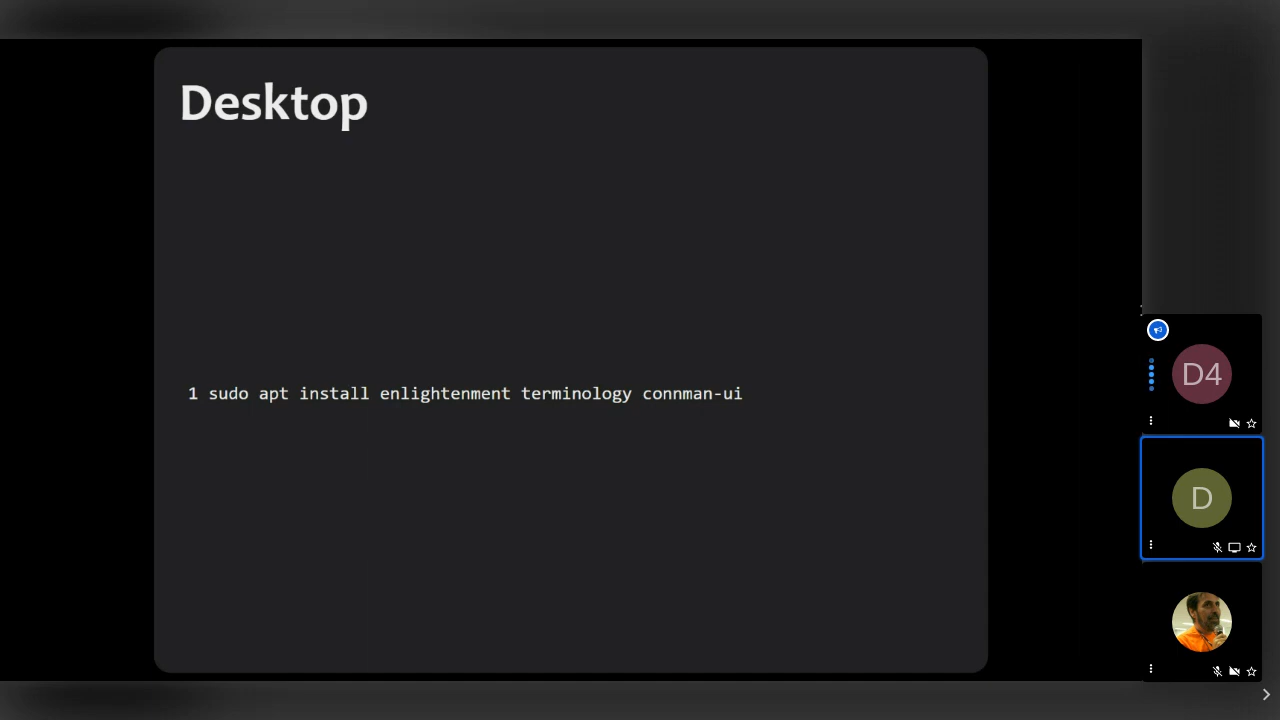 Desktop
1 sudo apt install enlightenment terminology connman-ui
D4
D